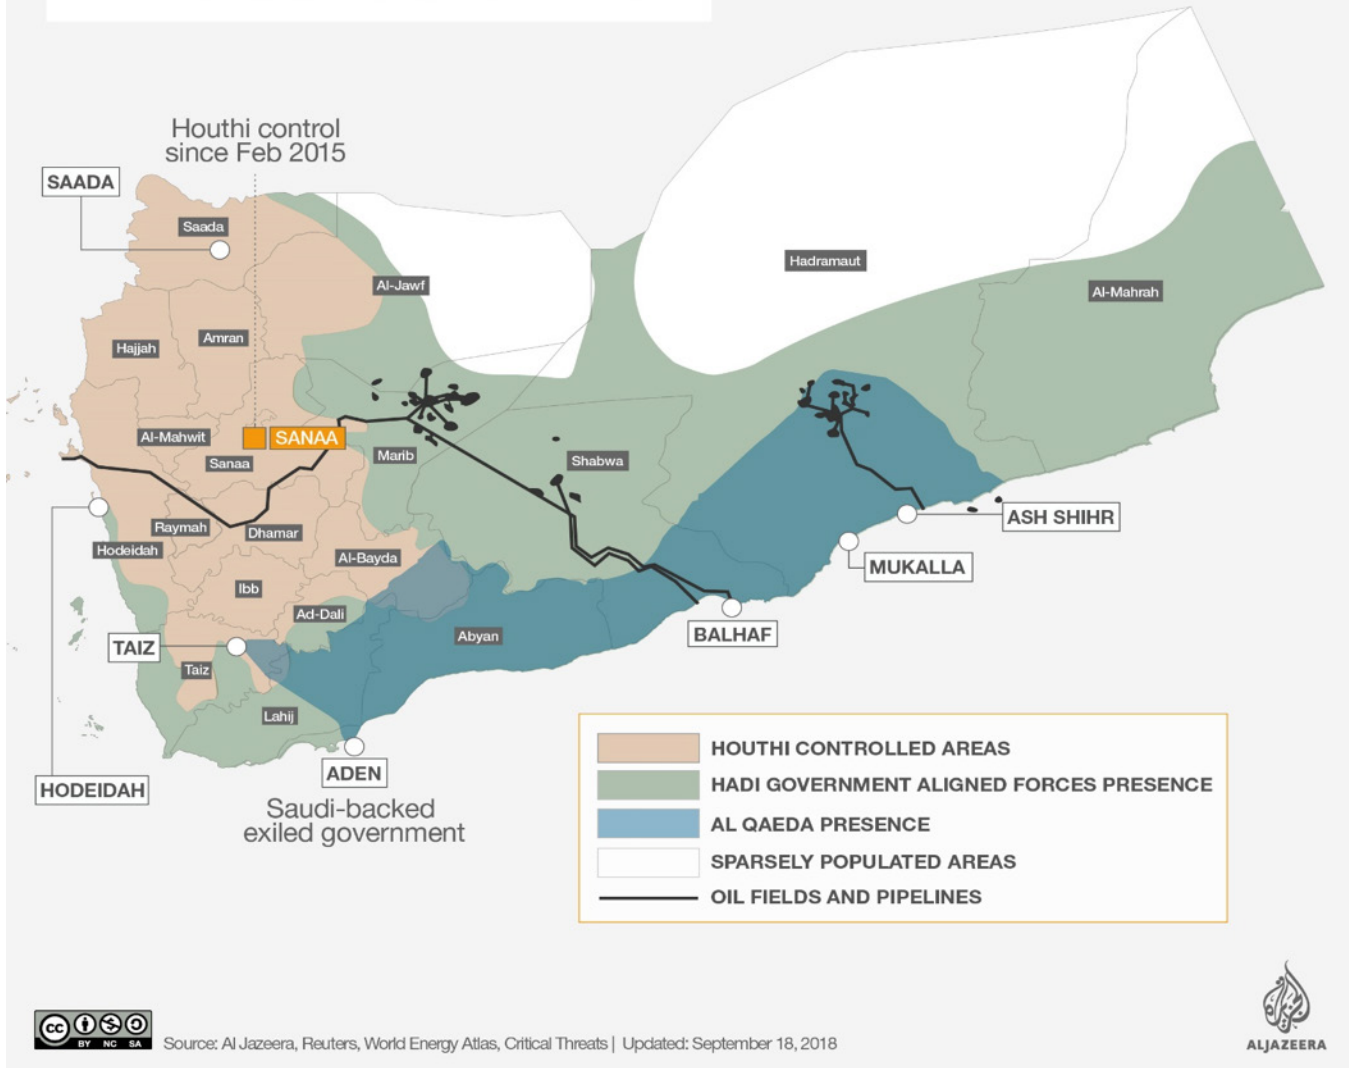 Houthi control
since Feb 2015
SAADA
Saada
Al-Jawf
Hadramaut
Al-Mahrah
Hajjah
Amran
Al-Mahwit
SANAA
Sanaa
Marib
Shabwa
Raymah
Dhamar
Hodeidah
Al-Bayda
ASH SHIHR
MUKALLA
Ibb
Ad-Dali
Abyan
BALHAF
TAIZ
Taiz
Lahij
ADEN
HODEIDAH
Saudi-backed
exiled government
HOUTHI CONTROLLED AREAS
HADI GOVERNMENT ALIGNED FORCES PRESENCE
AL QAEDA PRESENCE
SPARSELY POPULATED AREAS
OIL FIELDS AND PIPELINES
cc BY NC SA
Source: Al Jazeera, Reuters, World Energy Atlas, Critical Threats | Updated: September 18, 2018
ALJAZEERA